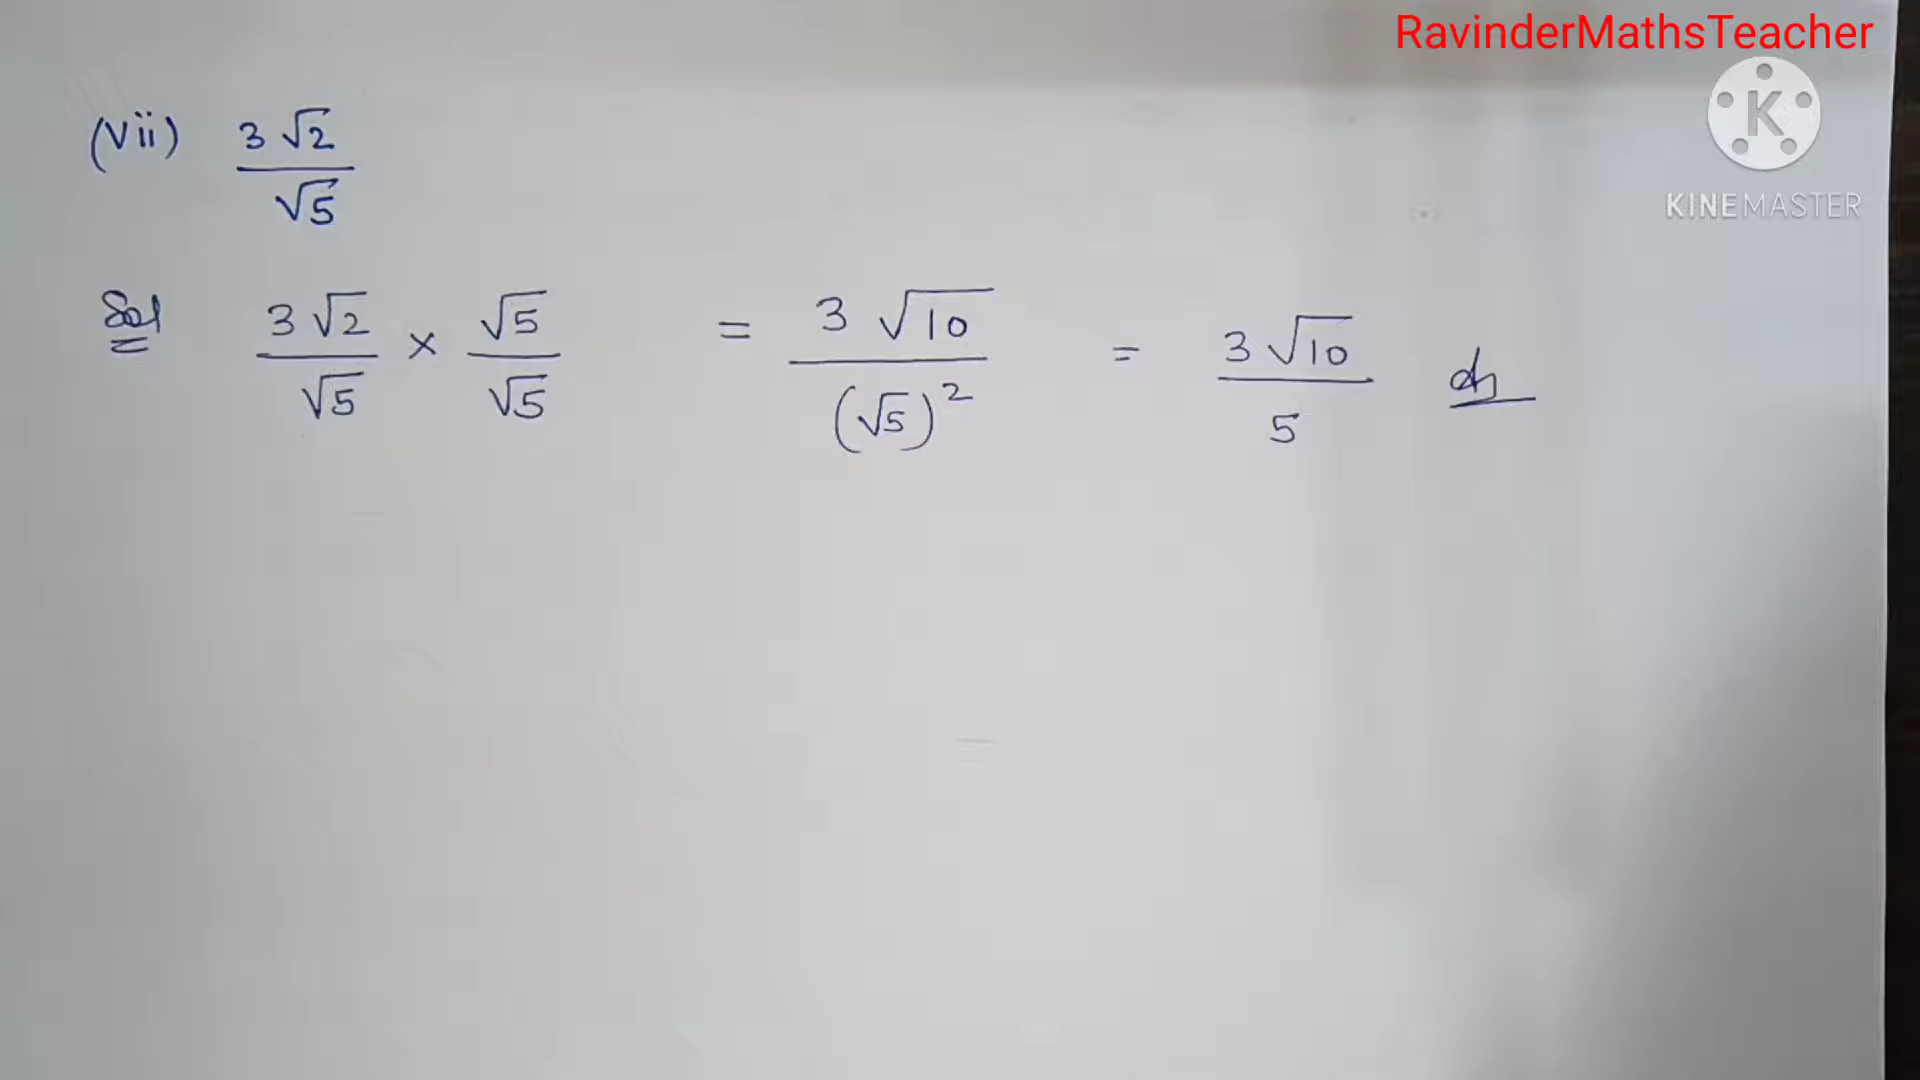 RavinderMathsTeacher
K
KINEMASTER
(Vii) 3√2/√5
Sol 3√2/√5 × √5/√5 = 3√10/(√5)² = 3√10/5